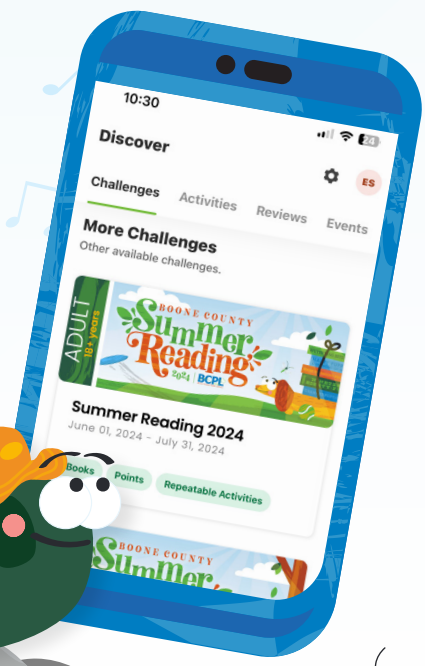 10:30
24
Discover
ES
Challenges Activities Reviews Events
More Challenges
Other available challenges.
ADULT
18+ years
BOONE COUNTY
Summer
Reading
2024 BCPL
Summer Reading 2024
June 01, 2024 - July 31, 2024
Books Points Repeatable Activities
BOONE COUNTY
Summer